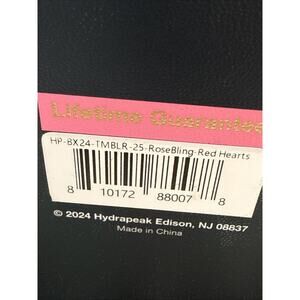 Lifetime Guarantee
HP-BX24-TMBLR-25-RoseBling-Red Hearts
8 10172 88007 8
© 2024 Hydrapeak Edison, NJ 08837
Made in China